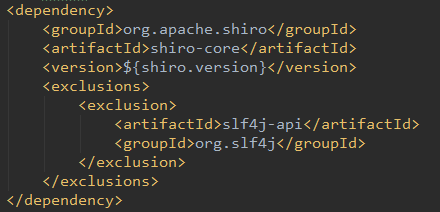 <dependency>
<groupId>org.apache.shiro</groupId>
<artifactId>shiro-core</artifactId>
<version>${shiro.version}</version>
<exclusions>
<exclusion>
<artifactId>slf4j-api</artifactId>
<groupId>org.slf4j</groupId>
</exclusion>
</exclusions>
</dependency>